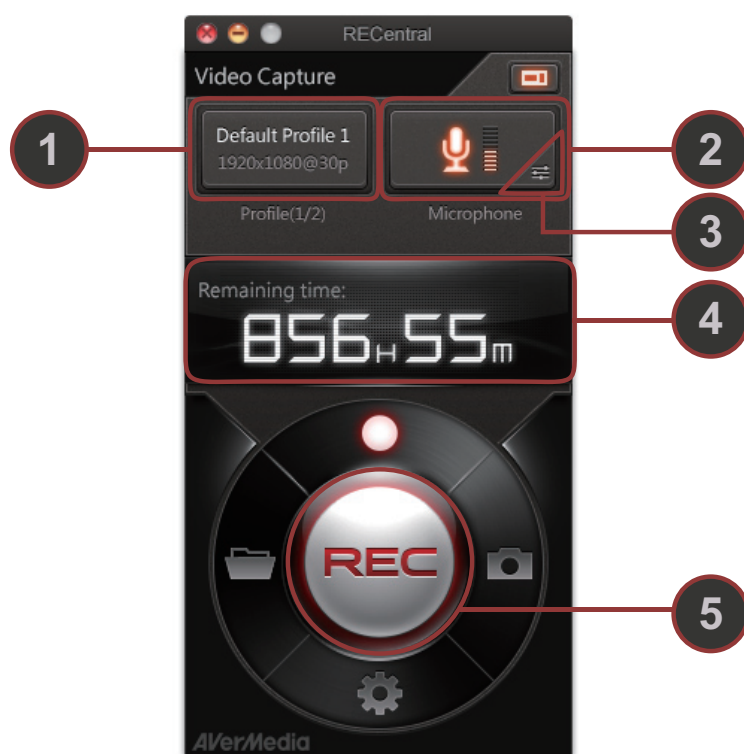 RECentral
Video Capture
1
Default Profile 1
1920x1080@30p
2
Profile(1/2)
Microphone
3
Remaining time:
856H55m
4
REC
5
AVerMedia